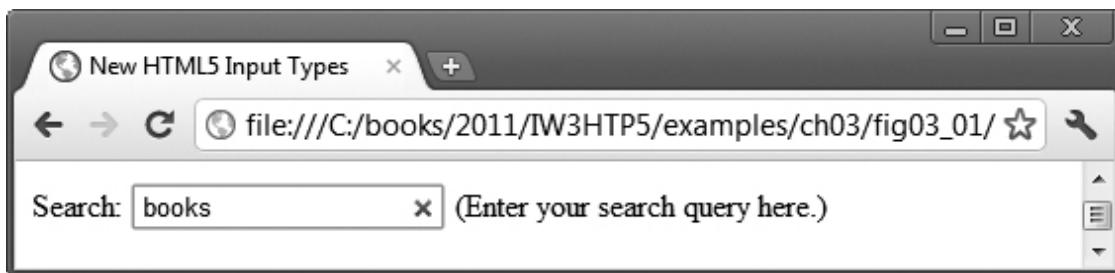 New HTML5 Input Types
file:///C:/books/2011/IW3HTP5/examples/ch03/fig03_01/
Search: books (Enter your search query here.)